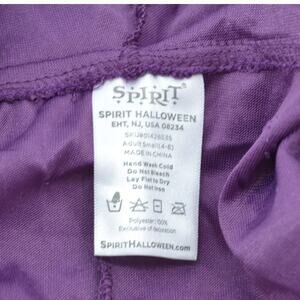 SPIRIT
SPIRIT HALLOWEEN
EHT, NJ, USA 08234
Adult Small (4-6)
MADE IN CHINA
Hand Wash Cold
Do Not Bleach
Lay Flat to Dry
Do Not Iron
Polyester/100%
Exclusive of decoration
SPIRITHALLOWEEN.com